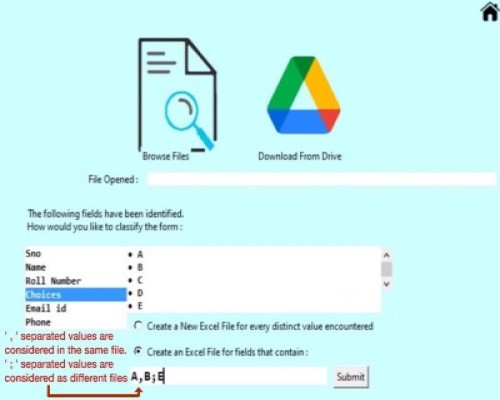 Browse Files
Download From Drive
File Opened :
The following fields have been identified.
How would you like to classify the form :
Sno
Name
Roll Number
Choices
Email id
Phone
• A
• B
• C
• D
• E
Create a New Excel File for every distinct value encountered
Create an Excel File for fields that contain :
' , ' separated values are
considered in the same file.
' ; ' separated values are
considered as different files
A,B;E
Submit